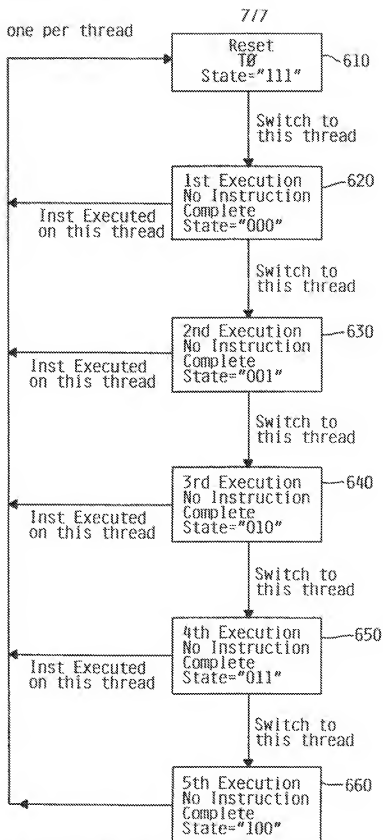 7/7
one per thread
Reset
T0
State="111"
610
Switch to
this thread
1st Execution
No Instruction
Complete
State="000"
620
Inst Executed
on this thread
Switch to
this thread
2nd Execution
No Instruction
Complete
State="001"
630
Inst Executed
on this thread
Switch to
this thread
3rd Execution
No Instruction
Complete
State="010"
640
Inst Executed
on this thread
Switch to
this thread
4th Execution
No Instruction
Complete
State="011"
650
Inst Executed
on this thread
Switch to
this thread
5th Execution
No Instruction
Complete
State="100"
660